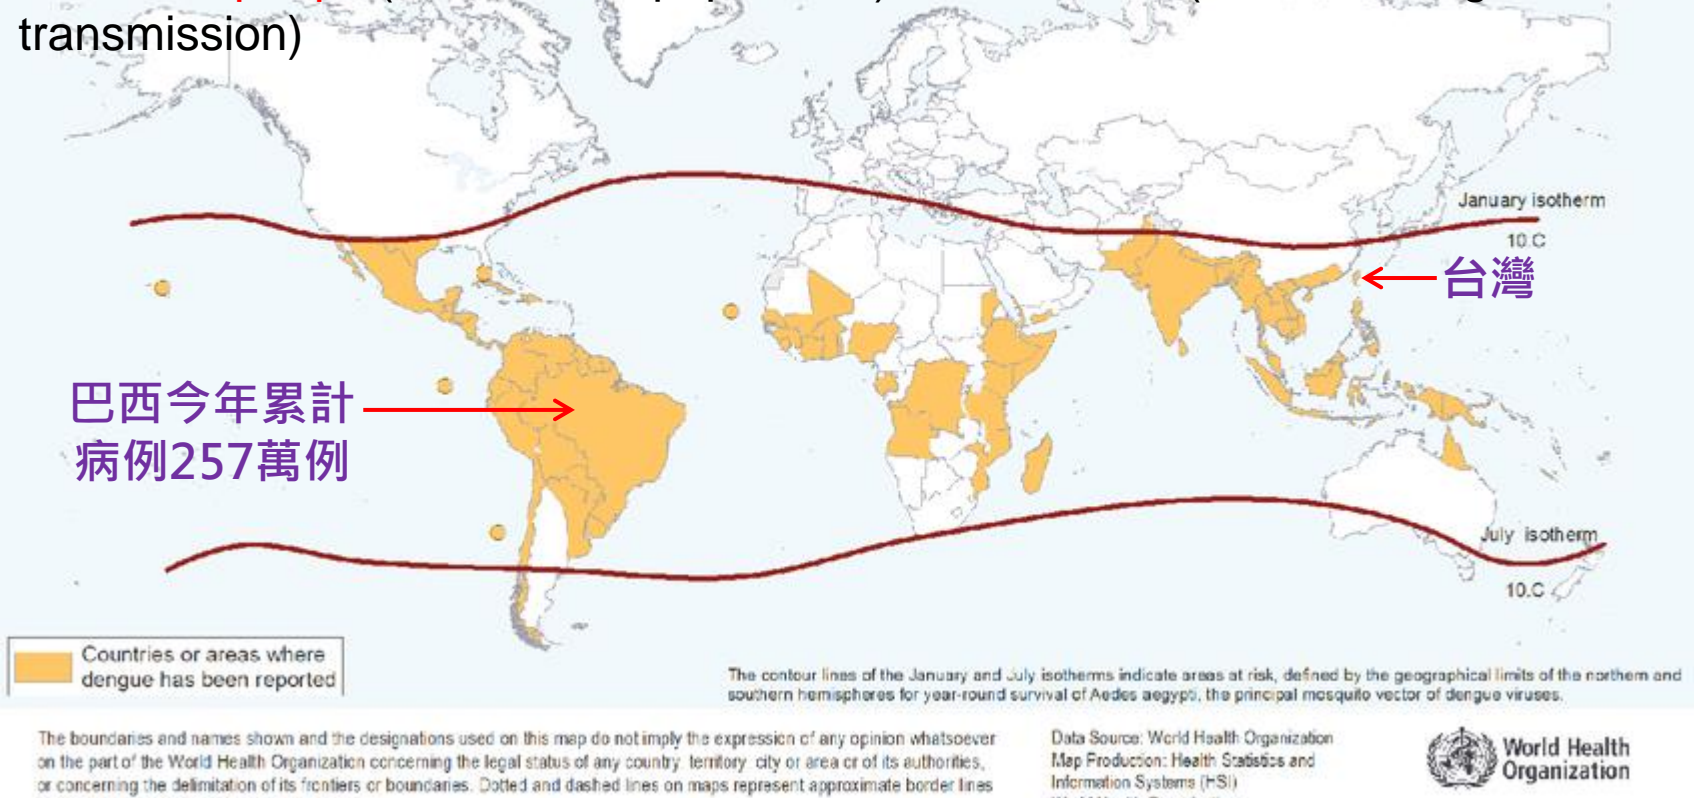 transmission)
January isotherm
10.C
台灣
巴西今年累計
病例257萬例
July isotherm
10.C
Countries or areas where
dengue has been reported
The contour lines of the January and July isotherms indicate areas at risk, defined by the geographical limits of the northern and
southern hemispheres for year-round survival of Aedes aegypti, the principal mosquito vector of dengue viruses.
The boundaries and names shown and the designations used on this map do not imply the expression of any opinion whatsoever
on the part of the World Health Organization concerning the legal status of any country, territory, city or area or of its authorities,
or concerning the delimitation of its frontiers or boundaries. Dotted and dashed lines on maps represent approximate border lines
Data Source: World Health Organization
Map Production: Health Statistics and
Information Systems (HSI)
World Health
Organization